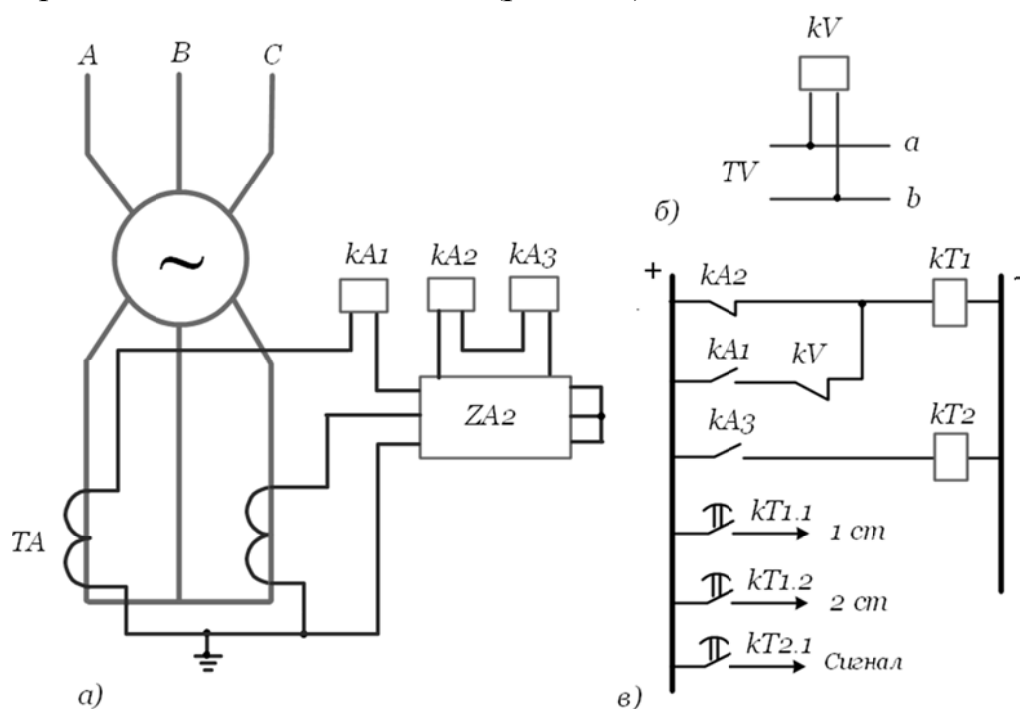 A B C
kV
a
TV
b
б)
kA1 kA2 kA3
ZA2
TA
а)
+
kA2 kT1
kA1 kV
kA3 kT2
kT1.1
1 ст
kT1.2
2 ст
kT2.1
Сигнал
в)